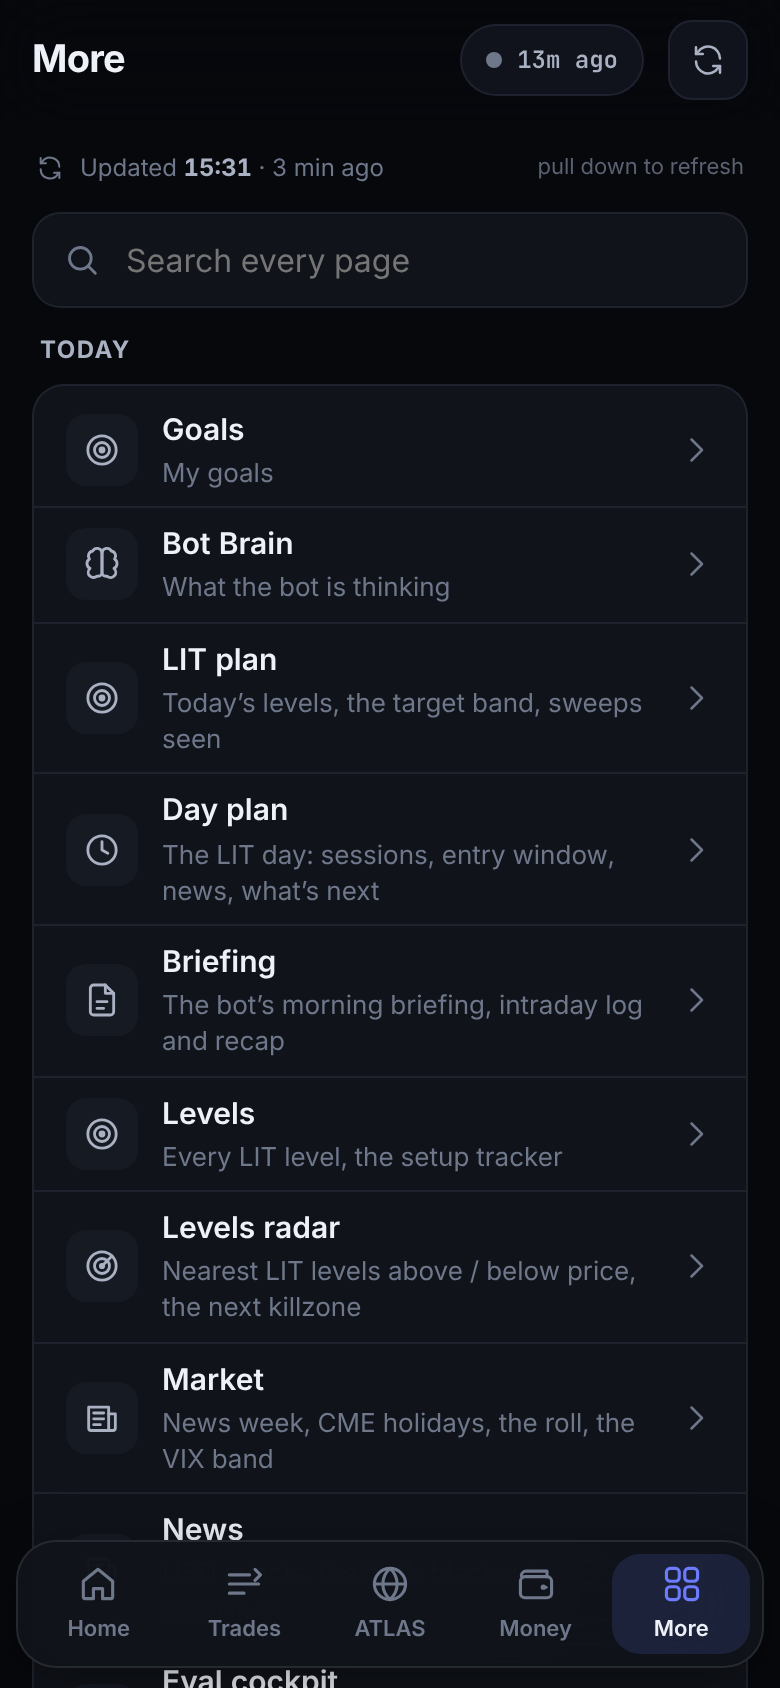 More
13m ago
Updated 15:31 · 3 min ago
pull down to refresh
Search every page
TODAY
Goals
My goals
Bot Brain
What the bot is thinking
LIT plan
Today’s levels, the target band, sweeps
seen
Day plan
The LIT day: sessions, entry window,
news, what’s next
Briefing
The bot’s morning briefing, intraday log
and recap
Levels
Every LIT level, the setup tracker
Levels radar
Nearest LIT levels above / below price,
the next killzone
Market
News week, CME holidays, the roll, the
VIX band
News
Home
Trades
ATLAS
Money
More
Eval cockpit